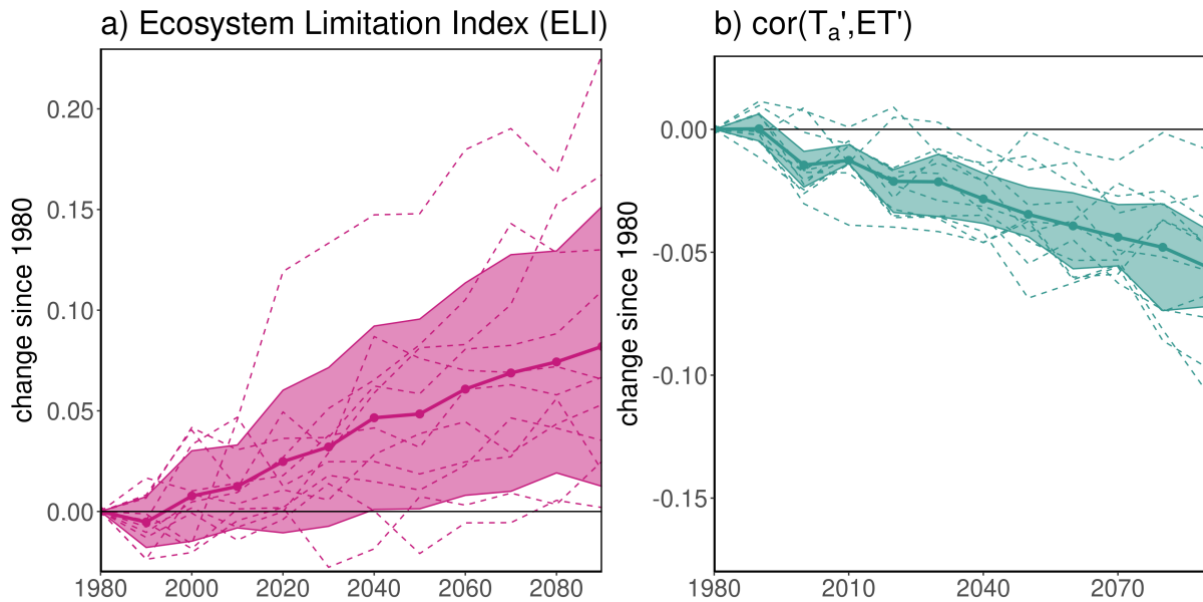 a) Ecosystem Limitation Index (ELI)
b) cor(Tₐ',ET')
change since 1980
0.20
0.15
0.10
0.05
0.00
1980 2000 2020 2040 2060 2080
change since 1980
0.00
-0.05
-0.10
-0.15
1980 2010 2040 2070